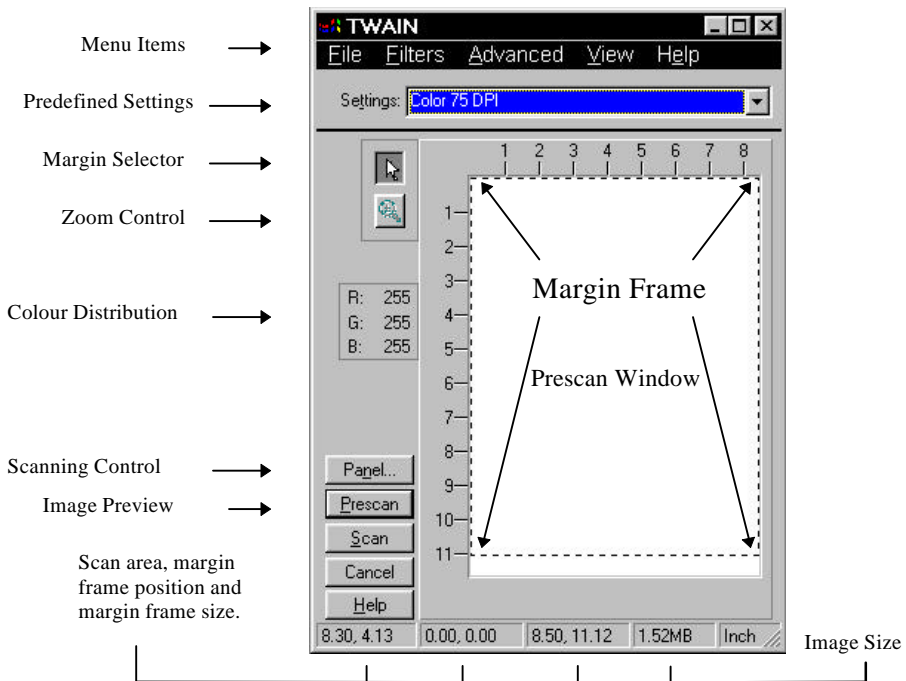 TWAIN
Menu Items
File Filters Advanced View Help
Predefined Settings
Settings: Color 75 DPI
Margin Selector
1 2 3 4 5 6 7 8
Zoom Control
1
2
3
Margin Frame
Colour Distribution
R: 255
G: 255
B: 255
4
5
Prescan Window
6
7
8
Scanning Control
Panel...
9
Image Preview
Prescan
10
Scan
11
Scan area, margin
frame position and
margin frame size.
Cancel
Help
8.30, 4.13 0.00, 0.00 8.50, 11.12 1.52MB Inch
Image Size